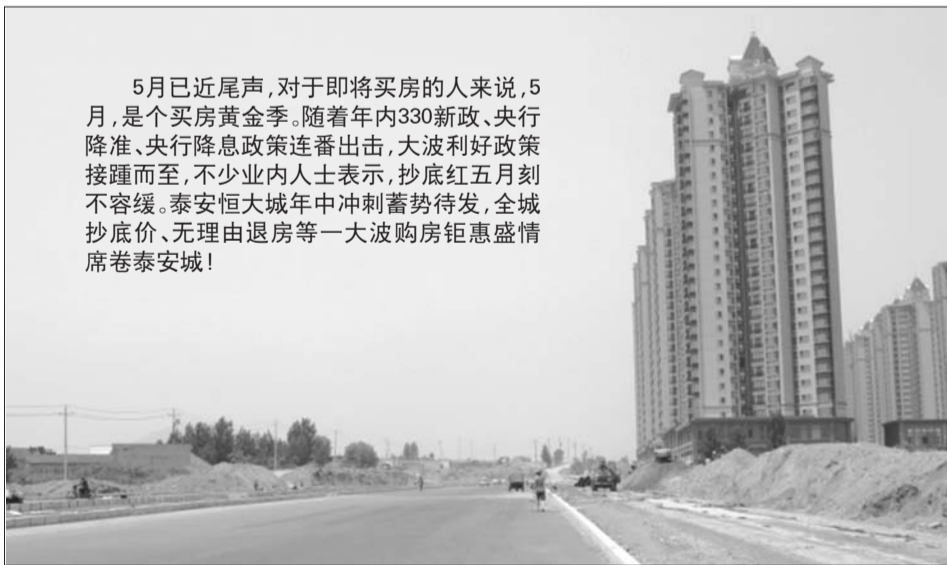 5月已近尾声,对于即将买房的人来说,5
月,是个买房黄金季。随着年内330新政、央行
降准、央行降息政策连番出击,大波利好政策
接踵而至,不少业内人士表示,抄底红五月刻
不容缓。泰安恒大城年中冲刺蓄势待发,全城
抄底价、无理由退房等一大波购房钜惠盛情
席卷泰安城!